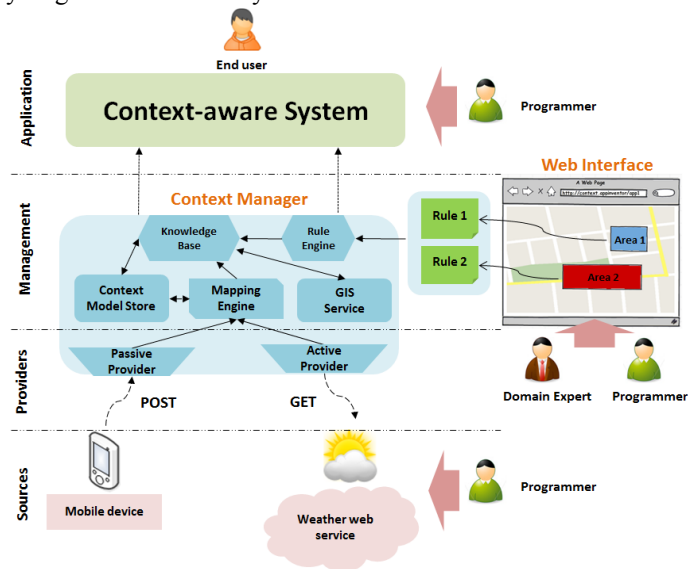 End user
Application
Context-aware System
Programmer
Web Interface
A Web Page
Management
Context Manager
Knowledge
Base
Rule
Engine
Rule 1
Rule 2
Area 1
Area 2
Context
Model Store
Mapping
Engine
GIS
Service
Providers
Passive
Provider
Active
Provider
POST
GET
Domain Expert
Programmer
Sources
Mobile device
Weather web
service
Programmer